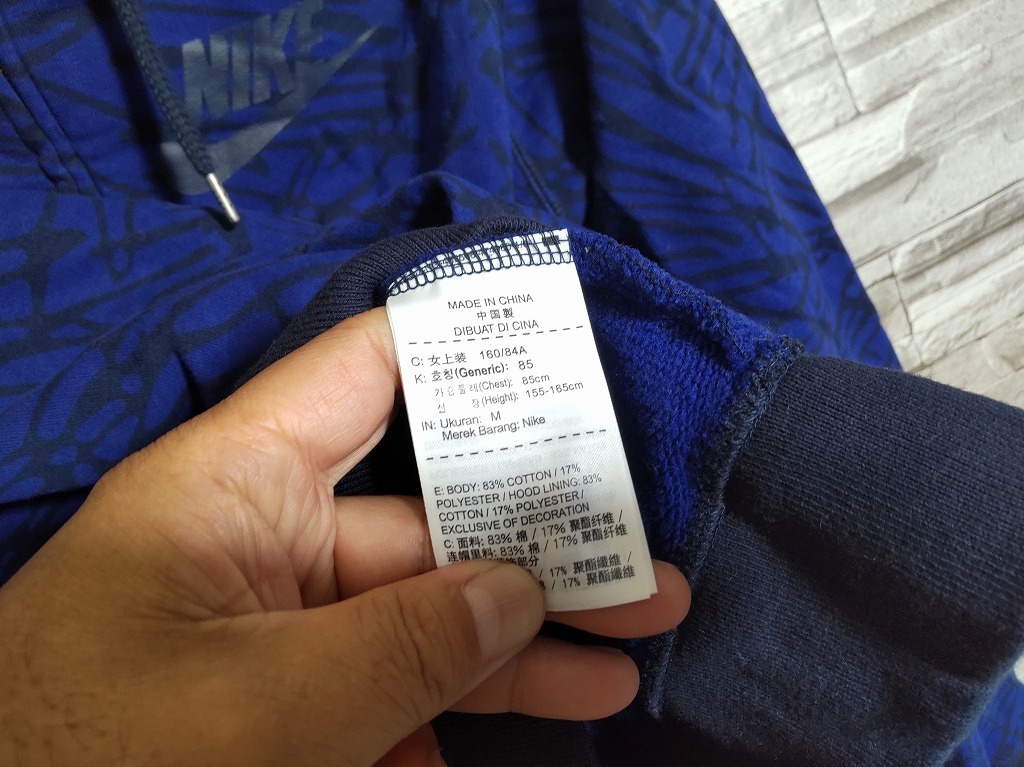 NIKE
MADE IN CHINA
中国製
DIBUAT DI CINA
C: 女上装 160/84A
K: 호칭(Generic): 85
가슴둘레(Chest): 85cm
신 장(Height): 155-165cm
IN: Ukuran: M
Merek Barang: Nike
E: BODY: 83% COTTON / 17%
POLYESTER / HOOD LINING: 83%
COTTON / 17% POLYESTER /
EXCLUSIVE OF DECORATION
C: 面料: 83% 棉 / 17% 聚酯纤维 /
连帽里料: 83% 棉 / 17% 聚酯纤维
部分
/ 17% 聚酯纖維 /
/ 17% 聚酯纖維